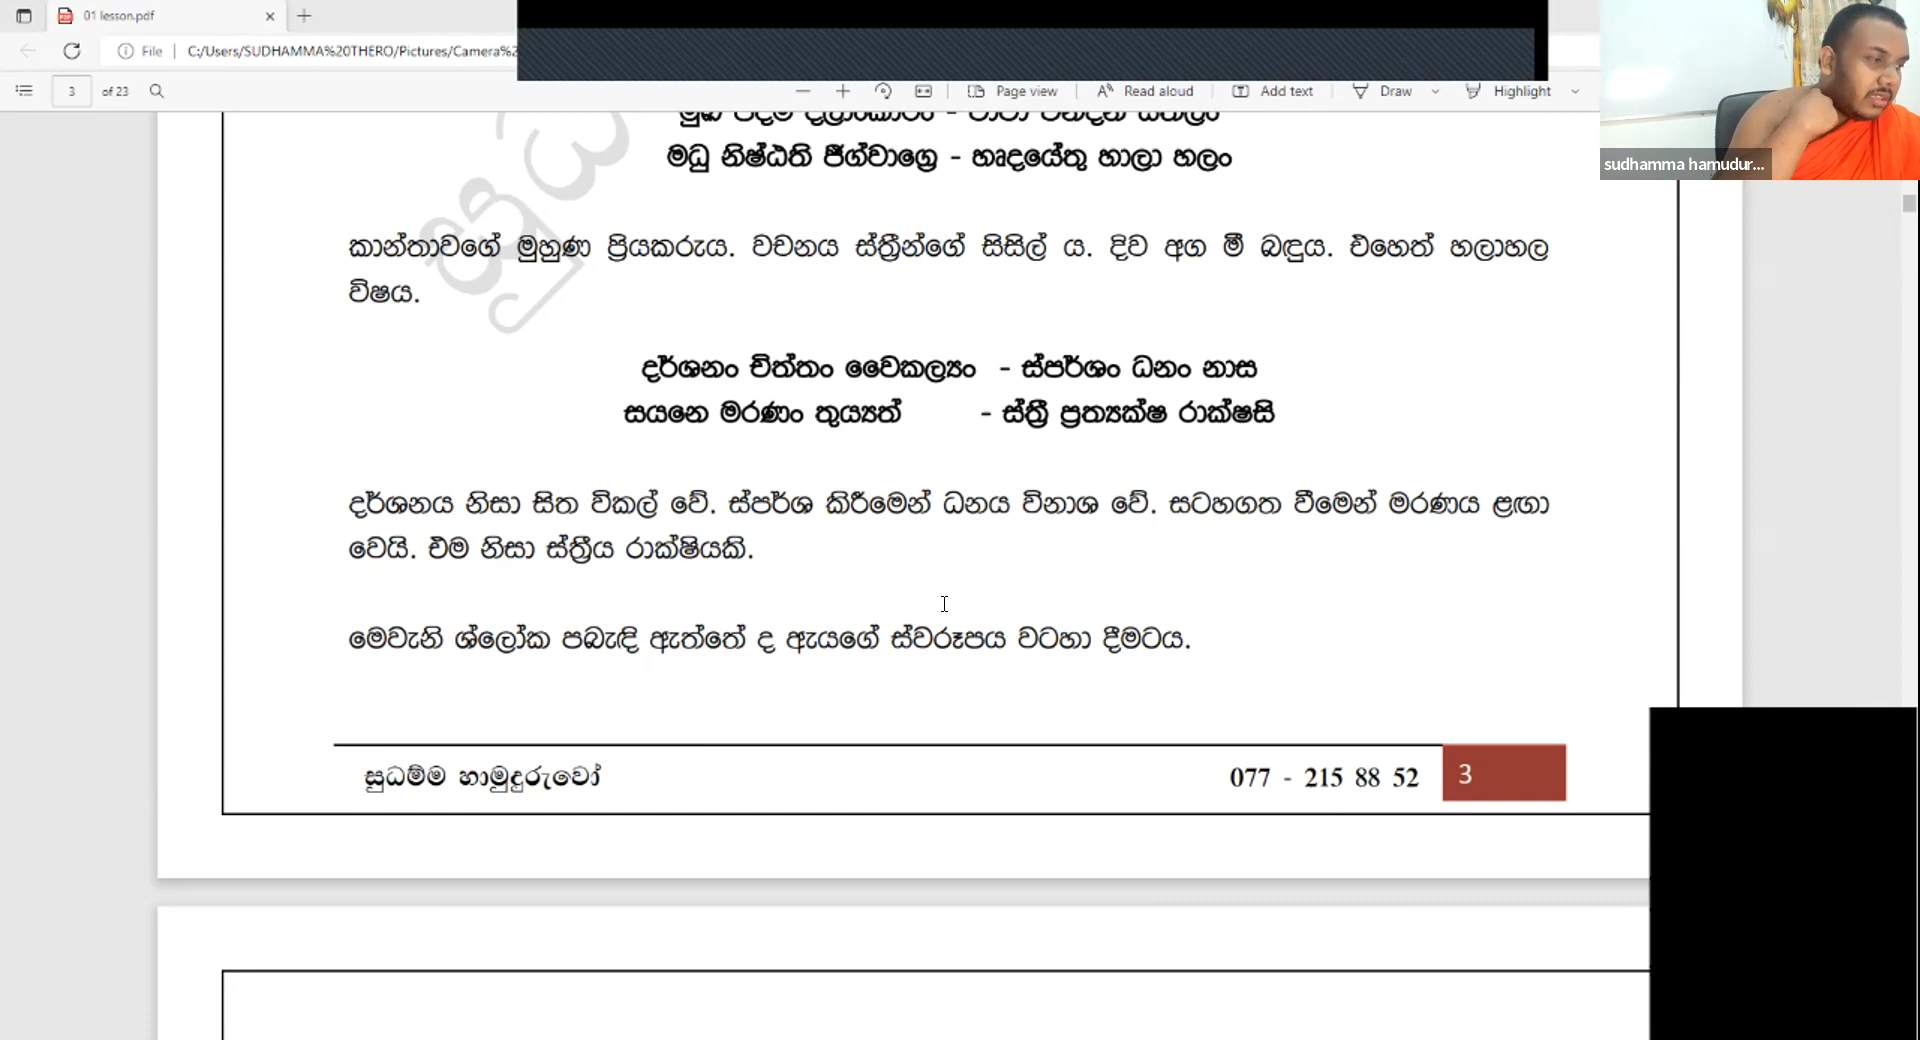 01 lesson.pdf
File
C:/Users/SUDHAMMA%20THERO/Pictures/Camera%2
3
of 23
Page view
Read aloud
Add text
Draw
Highlight
sudhamma hamudur...
මධු තිෂ්ඨති ජීග්වාග්‍රෙ - හෘදයේතු හාලා හලං
කාන්තාවගේ මුහුණ ප්‍රියකරුය. වචනය ස්ත්‍රීන්ගේ සිසිල් ය. දිව අග මී බඳුය. එහෙත් හලාහල
විෂය.
දර්ශනං චිත්තං වෛකල්‍යං - ස්පර්ශං ධනං නාස
සයනෙ මරණං තුය්‍යත් - ස්ත්‍රී ප්‍රත්‍යක්ෂ රාක්ෂසි
දර්ශනය නිසා සිත විකල් වේ. ස්පර්ශ කිරීමෙන් ධනය විනාශ වේ. සටහගත වීමෙන් මරණය ළඟා
වෙයි. එම නිසා ස්ත්‍රීය රාක්ෂියකි.
මෙවැනි ශ්ලෝක පබැඳි ඇත්තේ ද ඇයගේ ස්වරූපය වටහා දීමටය.
සුධම්ම හාමුදුරුවෝ
077 - 215 88 52
3